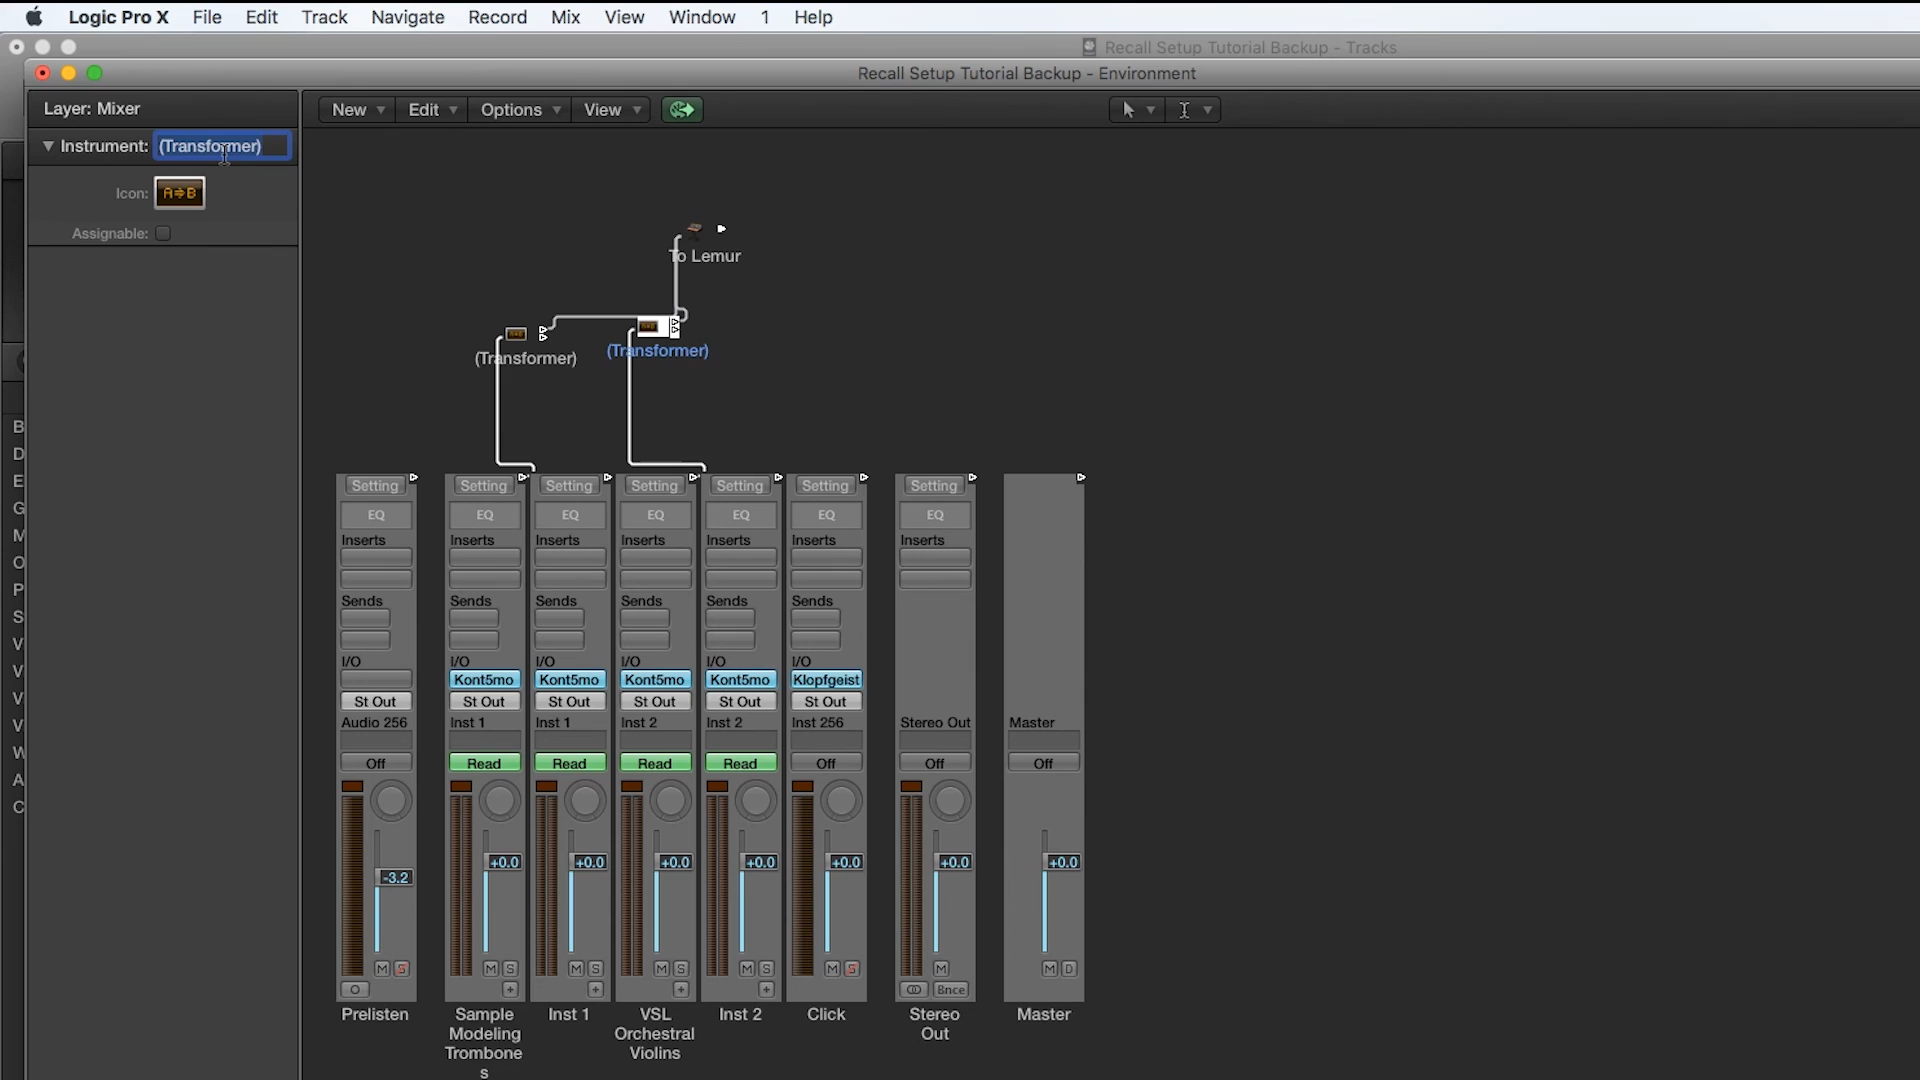 Logic Pro X File Edit Track Navigate Record Mix View Window 1 Help
Recall Setup Tutorial Backup - Tracks
Recall Setup Tutorial Backup - Environment
Layer: Mixer
New Edit Options View
Instrument: (Transformer)
Icon: A⇒B
Assignable:
To Lemur
(Transformer) (Transformer)
B
D
E
G
M
O
P
S
V
V
V
V
W
A
C
Setting Setting Setting Setting Setting Setting Setting
EQ EQ EQ EQ EQ EQ EQ
Inserts Inserts Inserts Inserts Inserts Inserts Inserts
Sends Sends Sends Sends Sends Sends
I/O I/O I/O I/O I/O I/O
Kont5mo Kont5mo Kont5mo Kont5mo Klopfgeist
St Out St Out St Out St Out St Out St Out
Audio 256 Inst 1 Inst 1 Inst 2 Inst 2 Inst 256 Stereo Out Master
Off Read Read Read Read Off Off Off
+0.0 +0.0 +0.0 +0.0 +0.0 +0.0 +0.0
-3.2
M S M S M S M S M S M S M M D
Bnce
Prelisten Sample Inst 1 VSL Inst 2 Click Stereo Master
Modeling Orchestral Out
Trombone Violins
s